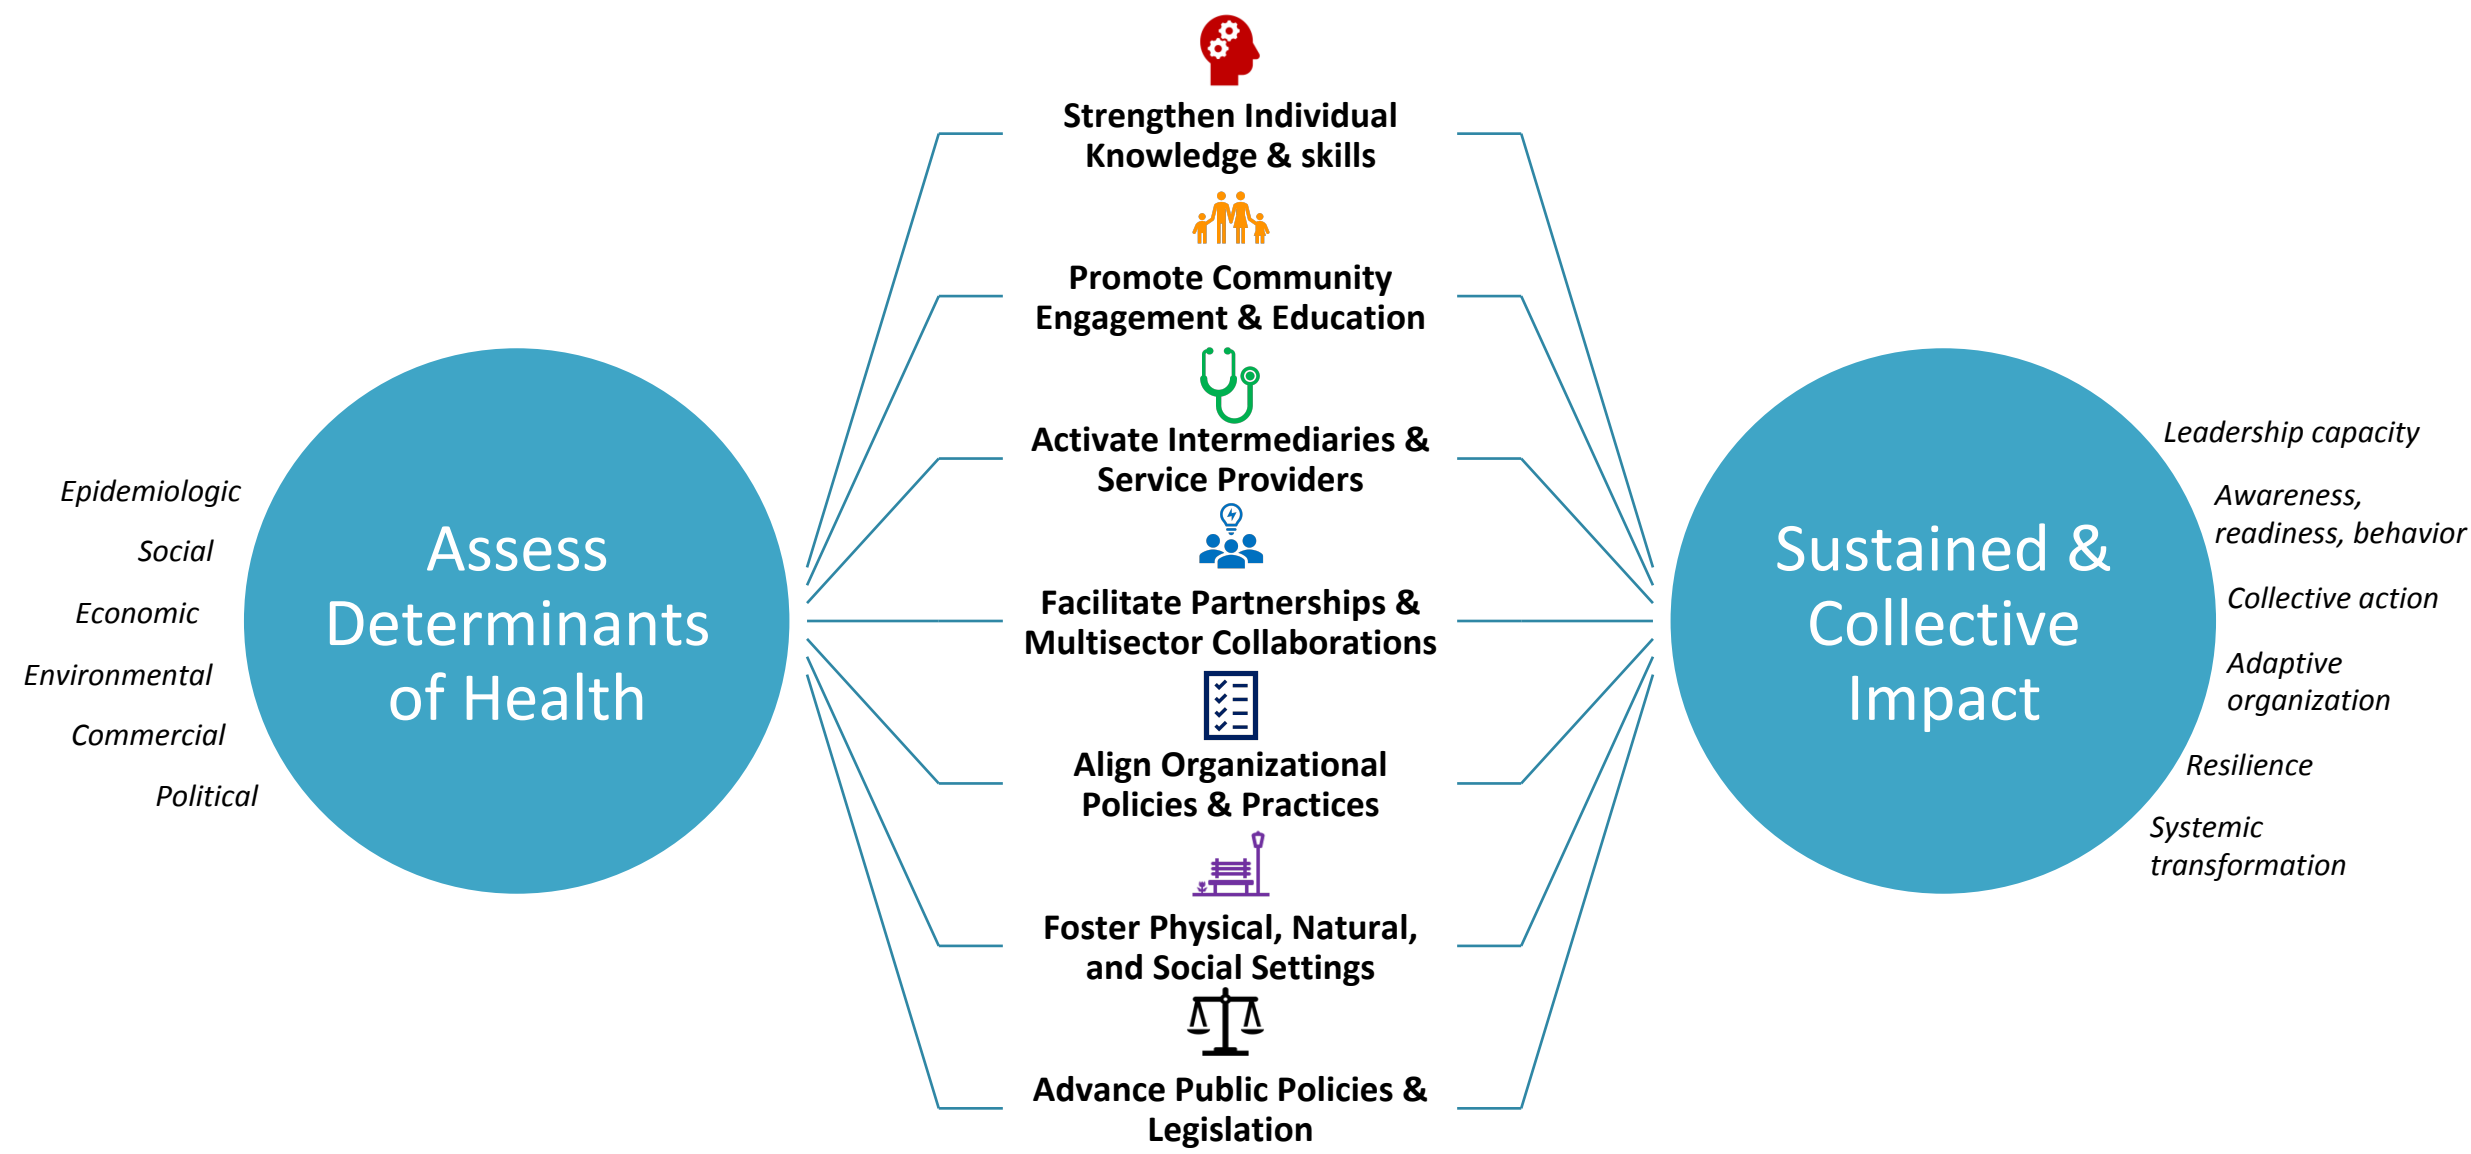 Epidemiologic
Social
Economic
Environmental
Commercial
Political
Assess
Determinants
of Health
Strengthen Individual
Knowledge & skills
Promote Community
Engagement & Education
Activate Intermediaries &
Service Providers
Facilitate Partnerships &
Multisector Collaborations
Align Organizational
Policies & Practices
Foster Physical, Natural,
and Social Settings
Advance Public Policies &
Legislation
Sustained &
Collective
Impact
Leadership capacity
Awareness,
readiness, behavior
Collective action
Adaptive
organization
Resilience
Systemic
transformation